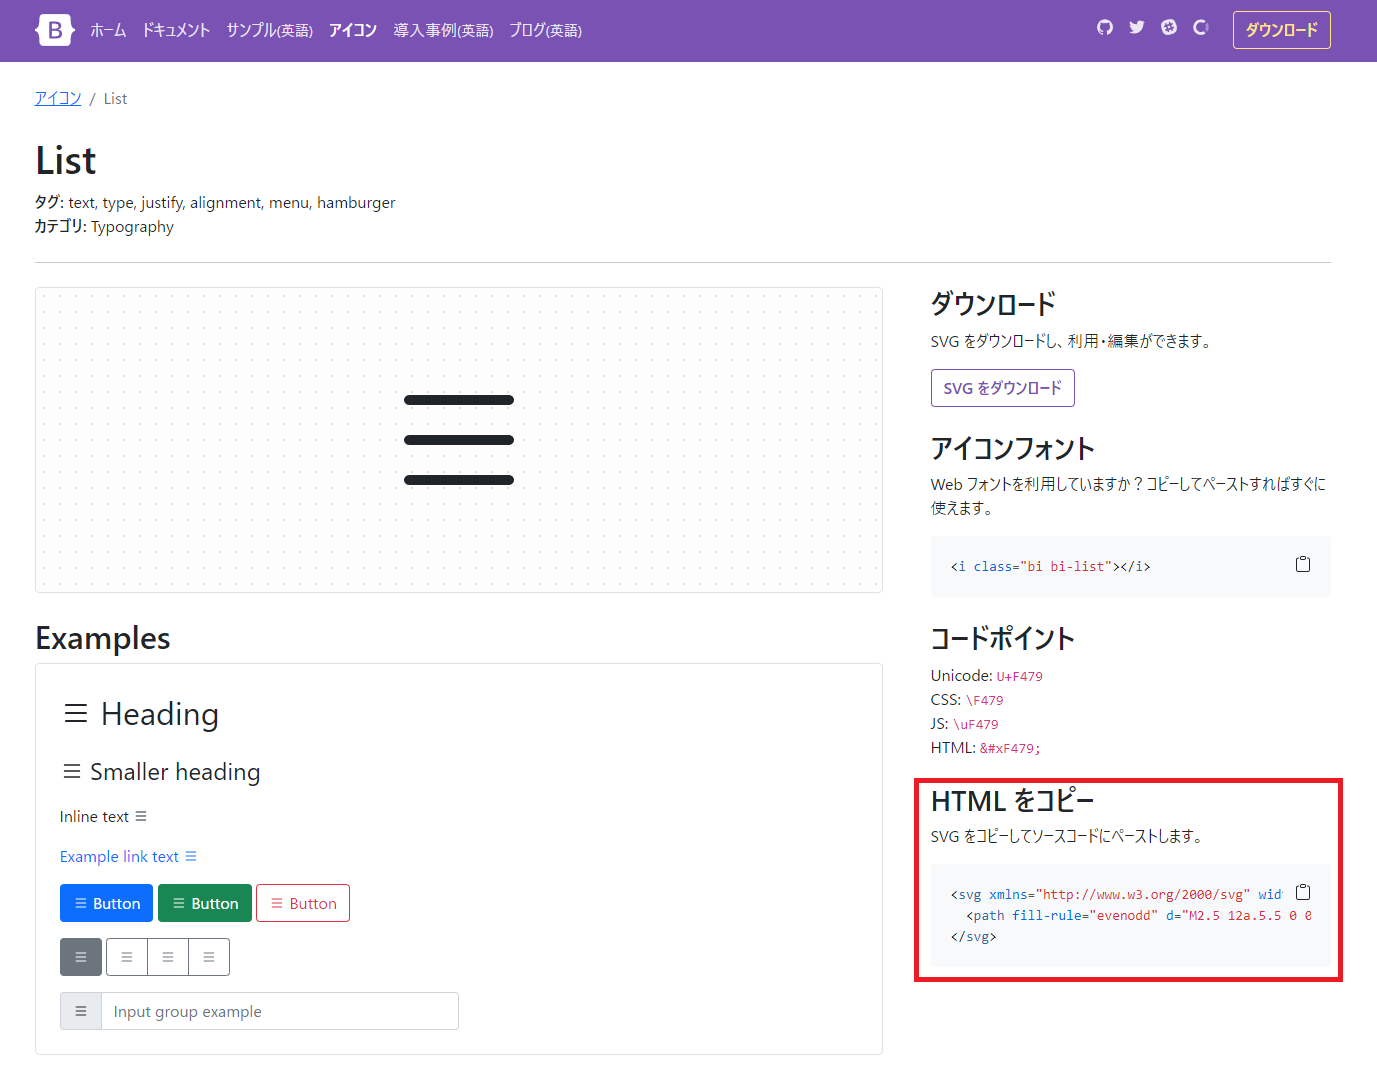 B ホーム ドキュメント サンプル(英語) アイコン 導入事例(英語) ブログ(英語) ダウンロード
アイコン / List
List
タグ: text, type, justify, alignment, menu, hamburger
カテゴリ: Typography
ダウンロード
SVG をダウンロードし、利用・編集ができます。
SVG をダウンロード
アイコンフォント
Web フォントを利用していますか？コピーしてペーストすればすぐに
使えます。
<i class="bi bi-list"></i>
コードポイント
Unicode: U+F479
CSS: \F479
JS: \uF479
HTML: &#xF479;
HTML をコピー
SVG をコピーしてソースコードにペーストします。
<svg xmlns="http://www.w3.org/2000/svg" wid
<path fill-rule="evenodd" d="M2.5 12a.5.5 0 0
</svg>
Examples
Heading
Smaller heading
Inline text
Example link text
Button Button Button
Input group example